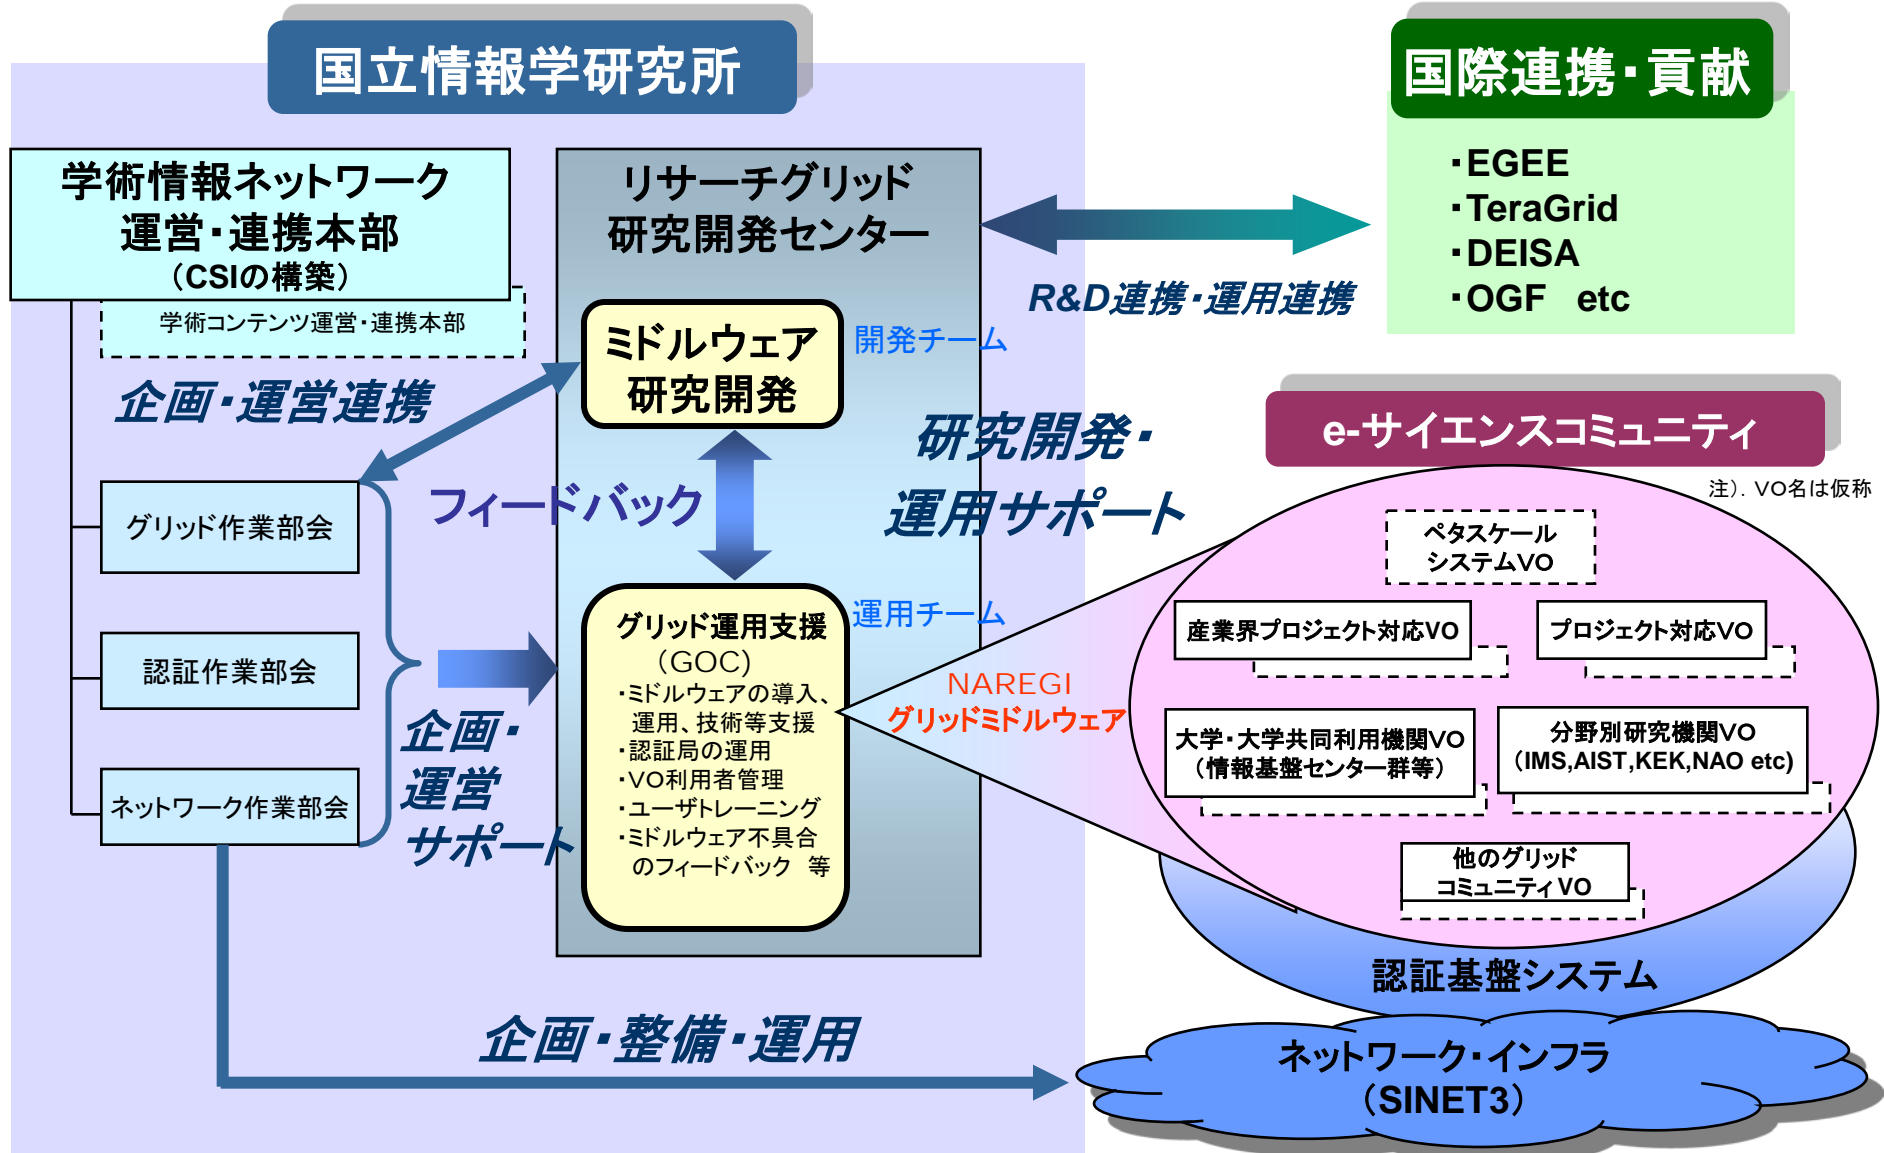 国立情報学研究所
学術情報ネットワーク
運営・連携本部
（CSIの構築）
学術コンテンツ運営・連携本部
企画・運営連携
グリッド作業部会
認証作業部会
ネットワーク作業部会
企画・
運営
サポート
リサーチグリッド
研究開発センター
ミドルウェア
研究開発
開発チーム
フィードバック
グリッド運用支援
（GOC）
・ミドルウェアの導入、
運用、技術等支援
・認証局の運用
・VO利用者管理
・ユーザトレーニング
・ミドルウェア不具合
のフィードバック　等
運用チーム
研究開発・
運用サポート
NAREGI
グリッドミドルウェア
企画・整備・運用
R&D連携・運用連携
国際連携・貢献
・EGEE
・TeraGrid
・DEISA
・OGF　etc
e-サイエンスコミュニティ
注）．VO名は仮称
ペタスケール
システムVO
産業界プロジェクト対応VO
プロジェクト対応VO
大学・大学共同利用機関VO
（情報基盤センター群等）
分野別研究機関VO
（IMS,AIST,KEK,NAO etc)
他のグリッド
コミュニティVO
認証基盤システム
ネットワーク・インフラ
（SINET3）